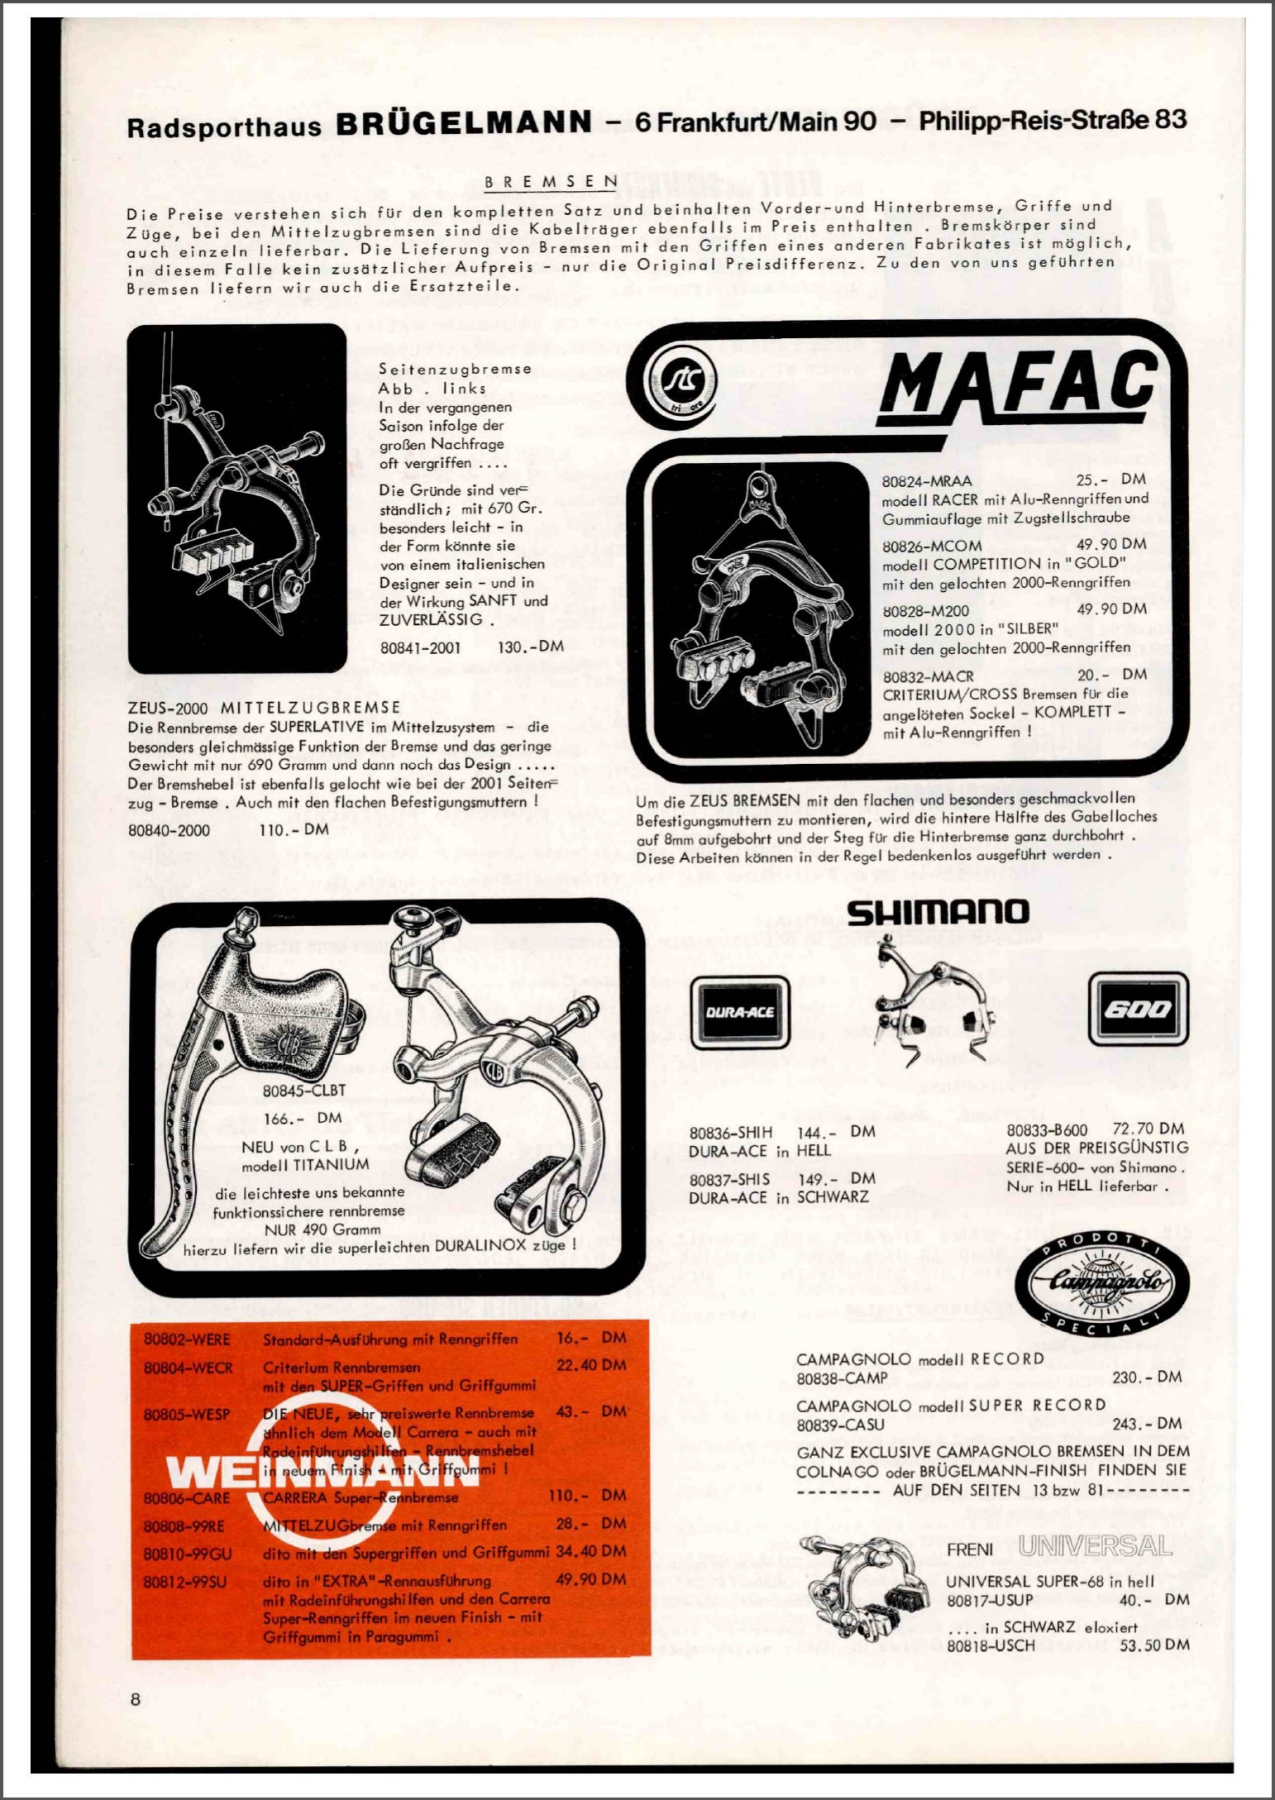 Radsporthaus BRÜGELMANN – 6 Frankfurt/Main 90 – Philipp-Reis-Straße 83
BREMSEN
Die Preise verstehen sich für den kompletten Satz und beinhalten Vorder-und Hinterbremse, Griffe und
Züge, bei den Mittelzugbremsen sind die Kabelträger ebenfalls im Preis enthalten . Bremskörper sind
auch einzeln lieferbar. Die Lieferung von Bremsen mit den Griffen eines anderen Fabrikates ist möglich,
in diesem Falle kein zusätzlicher Aufpreis – nur die Original Preisdifferenz. Zu den von uns geführten
Bremsen liefern wir auch die Ersatzteile.
Seitenzugbremse
Abb . links
In der vergangenen
Saison infolge der
großen Nachfrage
oft vergriffen ....
Die Gründe sind ver=
ständlich; mit 670 Gr.
besonders leicht – in
der Form könnte sie
von einem italienischen
Designer sein – und in
der Wirkung SANFT und
ZUVERLÄSSIG .
80841-2001 130.-DM
ZEUS-2000 MITTELZUGBREMSE
Die Rennbremse der SUPERLATIVE im Mittelzusystem – die
besonders gleichmässige Funktion der Bremse und das geringe
Gewicht mit nur 690 Gramm und dann noch das Design .....
Der Bremshebel ist ebenfalls gelocht wie bei der 2001 Seiten=
zug – Bremse . Auch mit den flachen Befestigungsmuttern !
80840-2000 110.- DM
MAFAC
80824-MRAA 25.- DM
modell RACER mit Alu-Renngriffen und
Gummiauflage mit Zugstellschraube
80826-MCOM 49.90 DM
modell COMPETITION in "GOLD"
mit den gelochten 2000-Renngriffen
80828-M200 49.90 DM
modell 2000 in "SILBER"
mit den gelochten 2000-Renngriffen
80832-MACR 20.- DM
CRITERIUM/CROSS Bremsen für die
angelöteten Sockel – KOMPLETT –
mit Alu-Renngriffen !
Um die ZEUS BREMSEN mit den flachen und besonders geschmackvollen
Befestigungsmuttern zu montieren, wird die hintere Hälfte des Gabelloches
auf 8mm aufgebohrt und der Steg für die Hinterbremse ganz durchbohrt .
Diese Arbeiten können in der Regel bedenkenlos ausgeführt werden .
80845-CLBT
166.- DM
NEU von C L B ,
modell TITANIUM
die leichteste uns bekannte
funktionssichere rennbremse
NUR 490 Gramm
hierzu liefern wir die superleichten DURALINOX züge !
SHIMANO
DURA-ACE
600
80836-SHIH 144.- DM
DURA-ACE in HELL
80837-SHIS 149.- DM
DURA-ACE in SCHWARZ
80833-B600 72.70 DM
AUS DER PREISGÜNSTIG
SERIE-600- von Shimano .
Nur in HELL lieferbar .
PRODOTTI
Campagnolo
SPECIALI
CAMPAGNOLO modell RECORD
80838-CAMP 230.- DM
CAMPAGNOLO modell SUPER RECORD
80839-CASU 243.- DM
GANZ EXCLUSIVE CAMPAGNOLO BREMSEN IN DEM
COLNAGO oder BRÜGELMANN-FINISH FINDEN SIE
-------- AUF DEN SEITEN 13 bzw 81--------
WEINMANN
80802-WERE Standard-Ausführung mit Renngriffen 16.- DM
80804-WECR Criterium Rennbremsen 22.40 DM
mit den SUPER-Griffen und Griffgummi
80805-WESP DIE NEUE, sehr preiswerte Rennbremse 43.- DM
ähnlich dem Modell Carrera – auch mit
Radeinführungshilfen – Rennbremshebel
in neuem Finish – mit Griffgummi !
80806-CARE CARRERA Super-Rennbremse 110.- DM
80808-99RE MITTELZUGbremse mit Renngriffen 28.- DM
80810-99GU dito mit den Supergriffen und Griffgummi 34.40 DM
80812-99SU dito in "EXTRA"-Rennausführung 49.90 DM
mit Radeinführungshilfen und den Carrera
Super-Renngriffen im neuen Finish – mit
Griffgummi in Paragummi .
FRENI UNIVERSAL
UNIVERSAL SUPER-68 in hell
80817-USUP 40.- DM
.... in SCHWARZ eloxiert
80818-USCH 53.50 DM
8